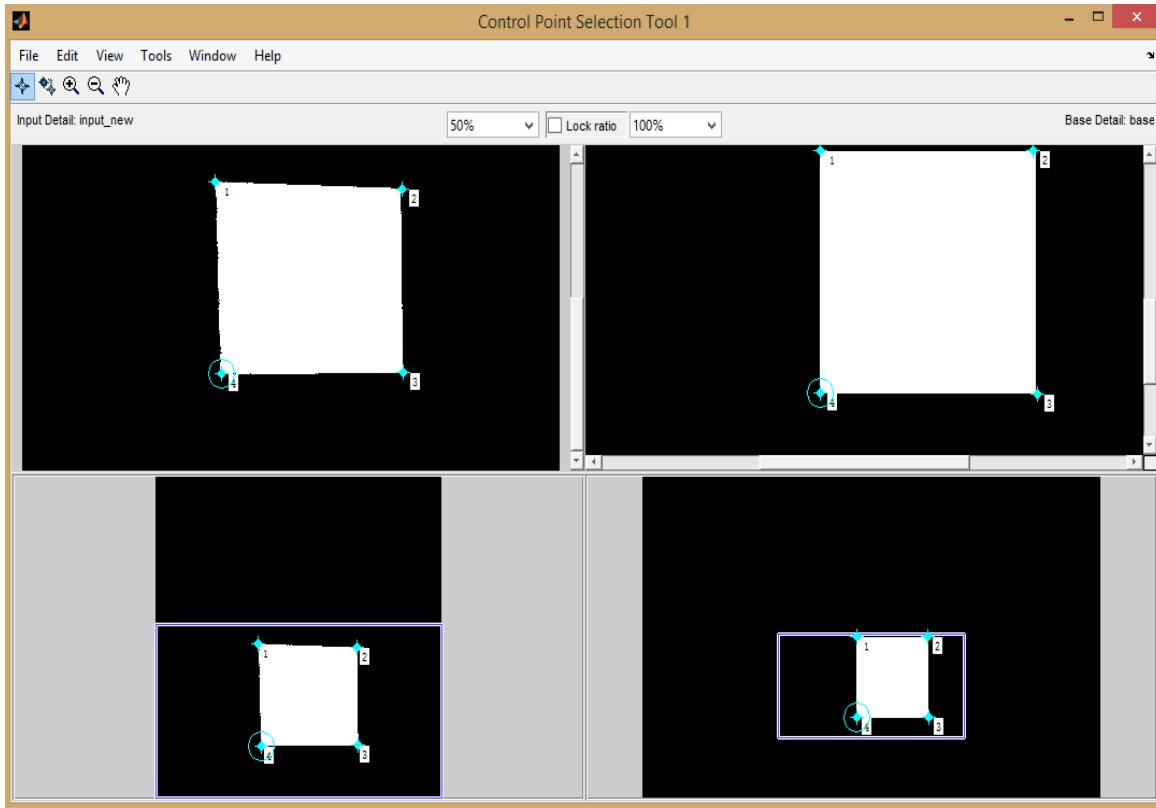 Control Point Selection Tool 1
File Edit View Tools Window Help
Input Detail: input_new 50% Lock ratio 100% Base Detail: base
1 2
4 3
1 2
4 3
1 2
4 3
1 2
4 3